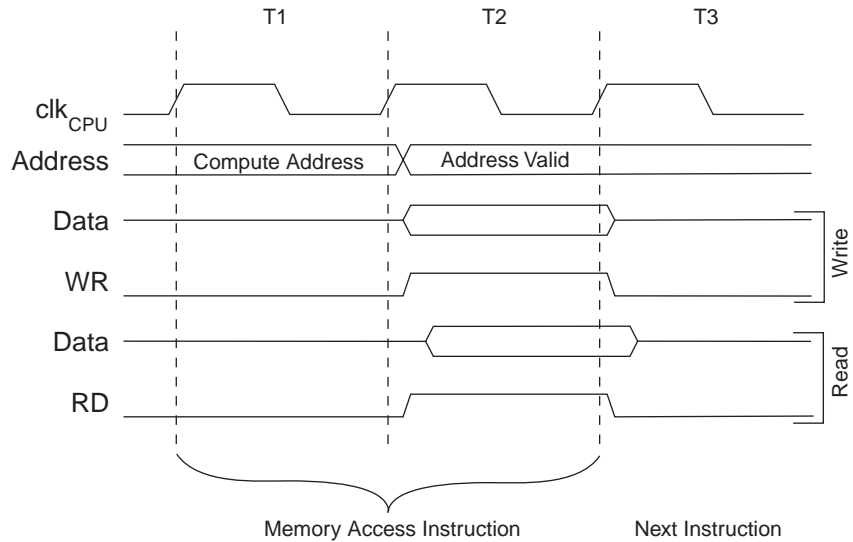 T1 T2 T3
clkCPU
Address Compute Address Address Valid
Data
WR
Write
Data
RD
Read
Memory Access Instruction Next Instruction